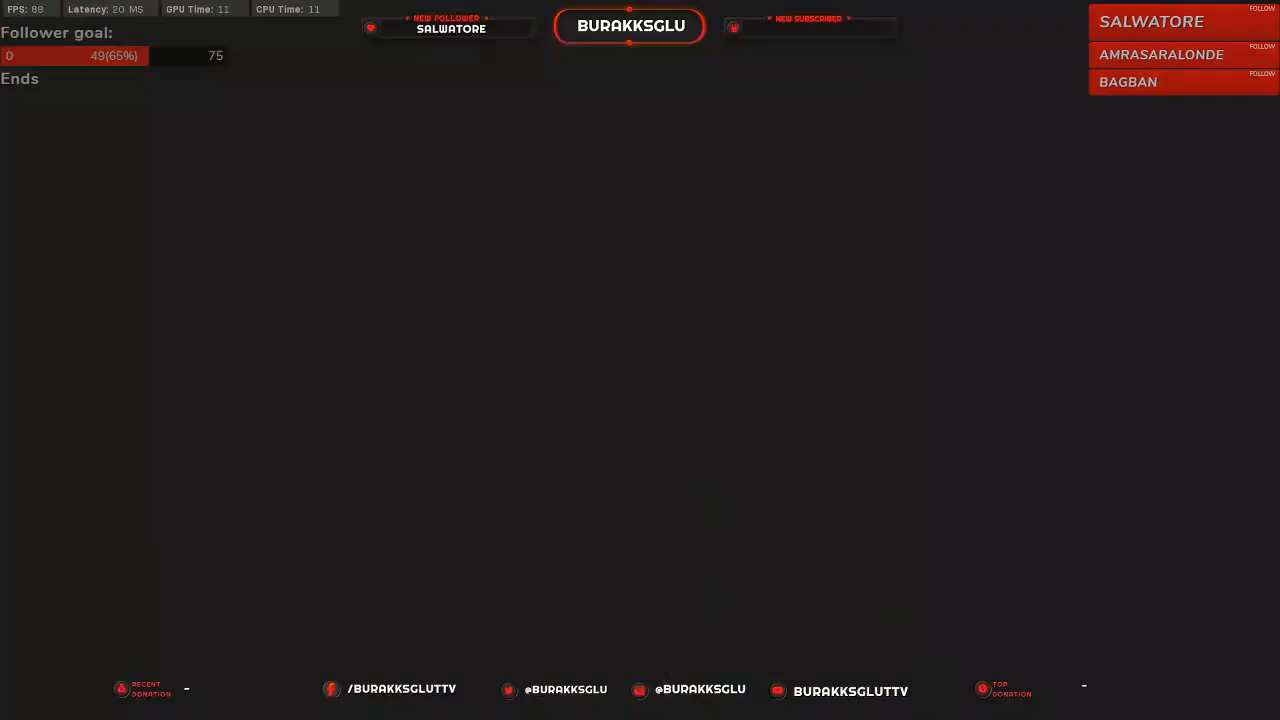 FPS: 89 Latency: 20 MS GPU Time: 11 CPU Time: 11
Follower goal:
0 49(65%) 75
Ends
NEW FOLLOWER
SALWATORE
BURAKKSGLU
NEW SUBSCRIBER
SALWATORE FOLLOW
AMRASARALONDE FOLLOW
BAGBAN FOLLOW
RECENT
DONATION -
/BURAKKSGLUTTV
@BURAKKSGLU
@BURAKKSGLU
BURAKKSGLUTTV
TOP
DONATION -